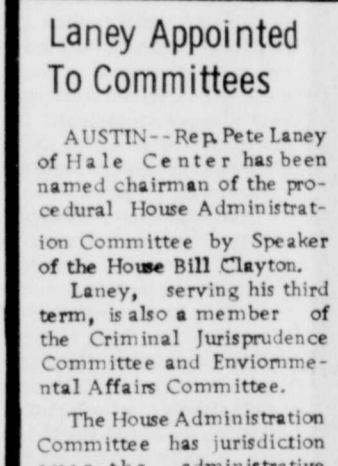 Laney Appointed
To Committees
AUSTIN--Rep. Pete Laney
of Hale Center has been
named chairman of the pro-
cedural House Administrat-
ion Committee by Speaker
of the House Bill Clayton.
Laney, serving his third
term, is also a member of
the Criminal Jurisprudence
Committee and Enviornme-
ntal Affairs Committee.
The House Administration
Committee has jurisdiction
administrative